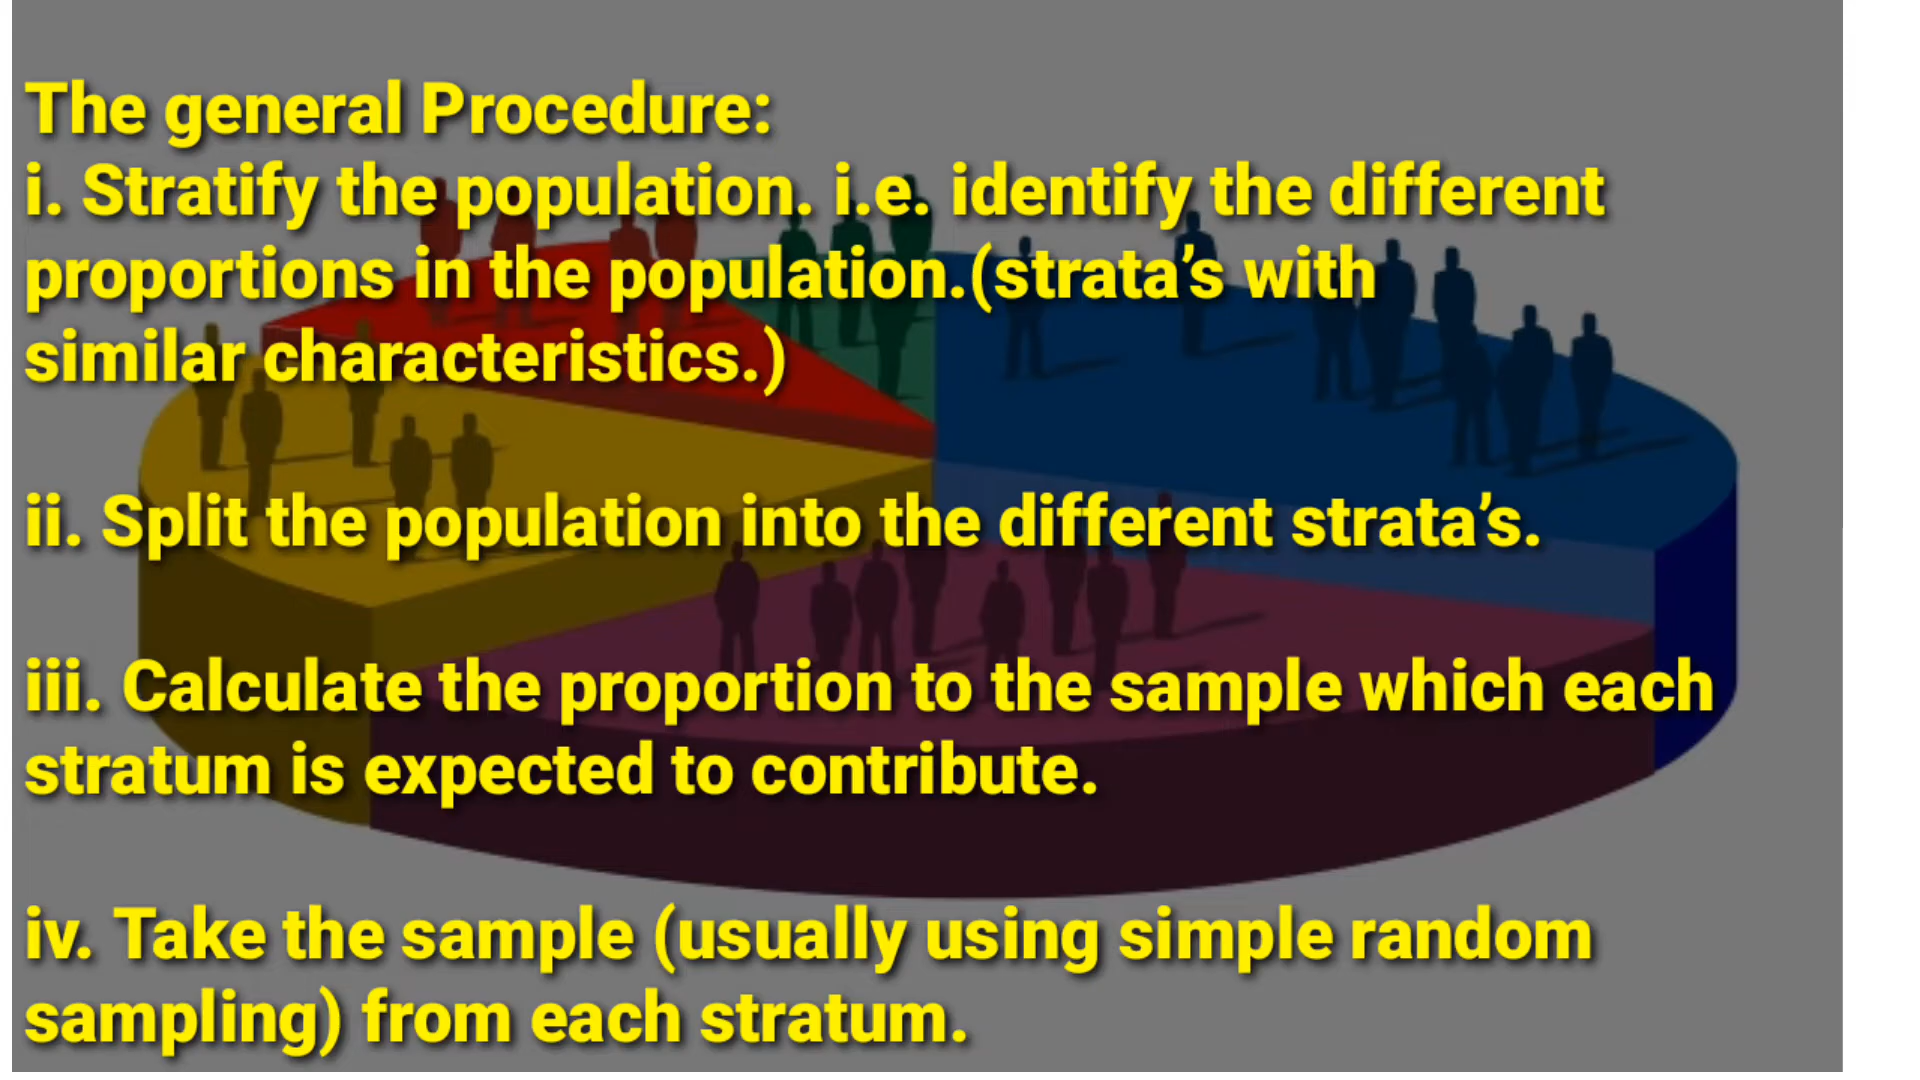 The general Procedure:
i. Stratify the population. i.e. identify the different
proportions in the population.(strata’s with
similar characteristics.)
ii. Split the population into the different strata’s.
iii. Calculate the proportion to the sample which each
stratum is expected to contribute.
iv. Take the sample (usually using simple random
sampling) from each stratum.